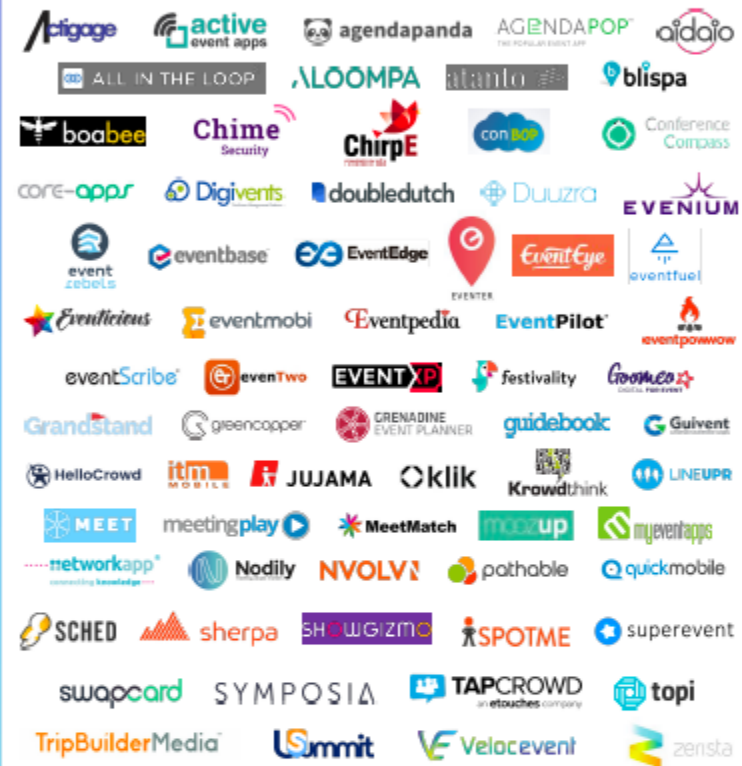 Actigage active agendapanda AGENDAPOP aidaio
event apps THE POPULAR EVENT APP
ALL IN THE LOOP ALOOMPA atanto blispa
boabee Chime ChirpE con BOP Conference
Security Compass
core-apps Digivents doubledutch Duuzra EVENIUM
event eventbase EventEdge EventEye eventfuel
rebels EVENTER
Eventicious eventmobi Eventpedia EventPilot eventpowwow
eventScribe evenTwo EVENTXP festivality Goomeo
Grandstand greencopper GRENADINE guidebook Guivent
EVENT PLANNER
HelloCrowd itm JUJAMA klik Krowdthink LINEUPR
MOBILE
MEET meetingplay MeetMatch moozup myeventapps
networkapp Nodily NVOLV pathable quickmobile
connecting knowledge
SCHED sherpa SHOWGIZMO SPOTME superevent
swapcard SYMPOSIA TAPCROWD topi
an etouches company
TripBuilderMedia Summit Velocevent zerista